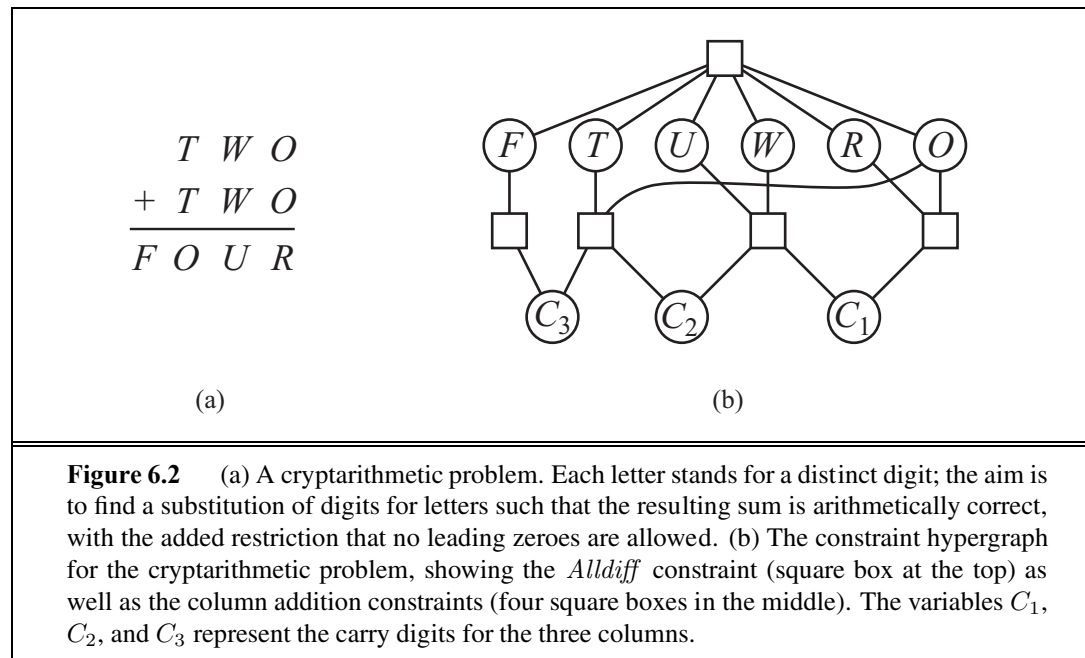 T W O
+ T W O
F O U R
F T U W R O
C3 C2 C1
(a) (b)
Figure 6.2 (a) A cryptarithmetic problem. Each letter stands for a distinct digit; the aim is
to find a substitution of digits for letters such that the resulting sum is arithmetically correct,
with the added restriction that no leading zeroes are allowed. (b) The constraint hypergraph
for the cryptarithmetic problem, showing the Alldiff constraint (square box at the top) as
well as the column addition constraints (four square boxes in the middle). The variables C1,
C2, and C3 represent the carry digits for the three columns.